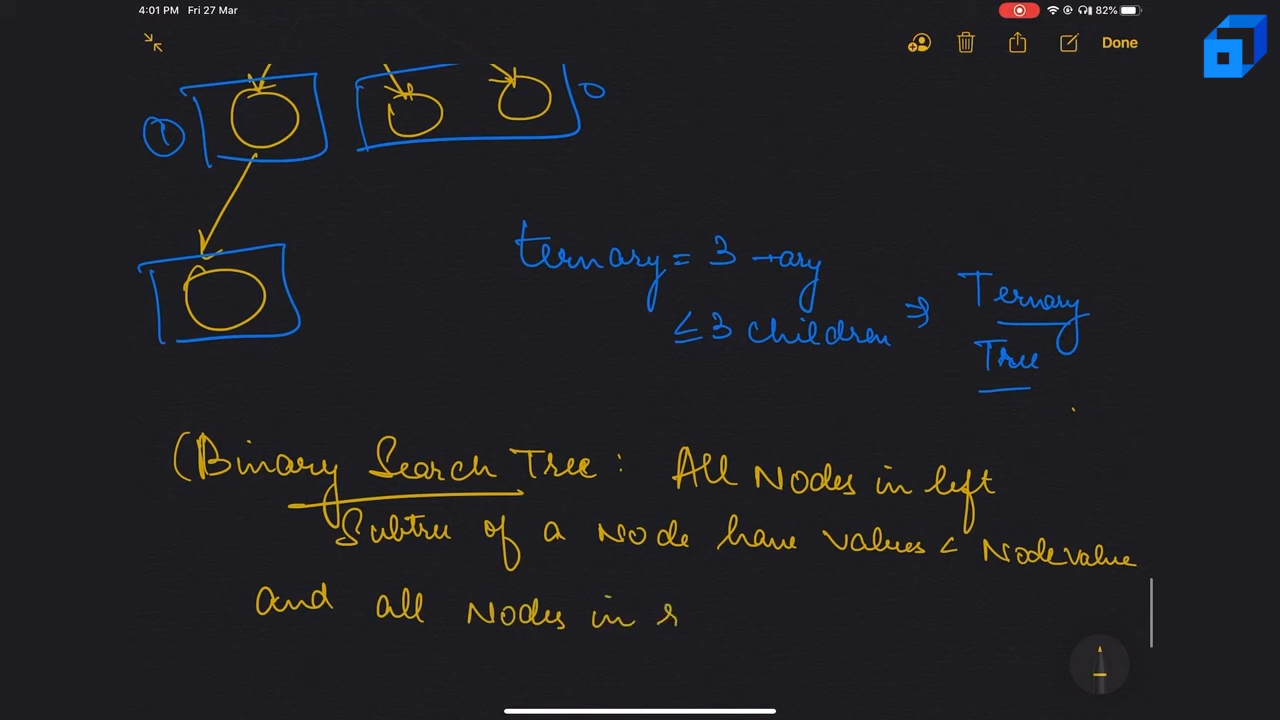 4:01 PM Fri 27 Mar
82%
Done
1
0
ternary = 3-ary
≤ 3 children ⇒ Ternary
Tree
(Binary Search Tree: All Nodes in left
Subtree of a Node have values < Node value
and all Nodes in r